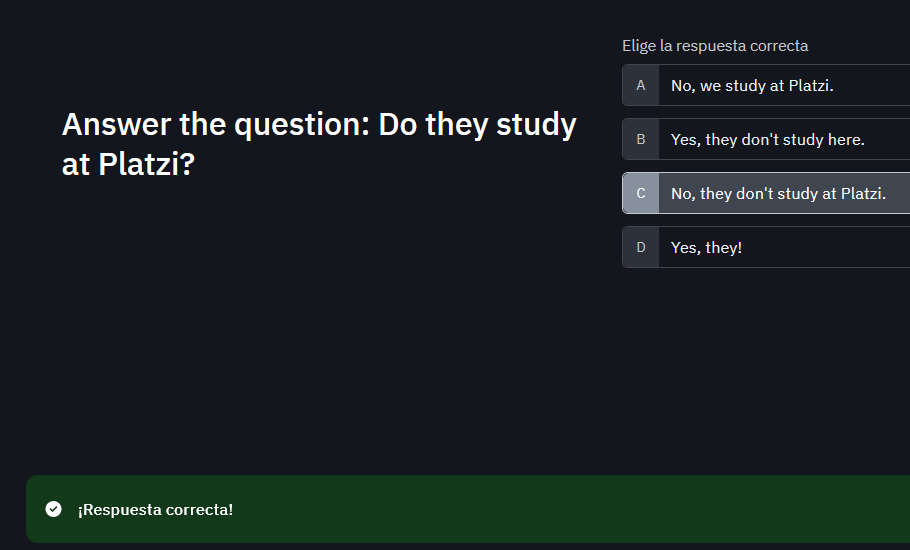 Elige la respuesta correcta
Answer the question: Do they study
at Platzi?
A No, we study at Platzi.
B Yes, they don't study here.
C No, they don't study at Platzi.
D Yes, they!
¡Respuesta correcta!